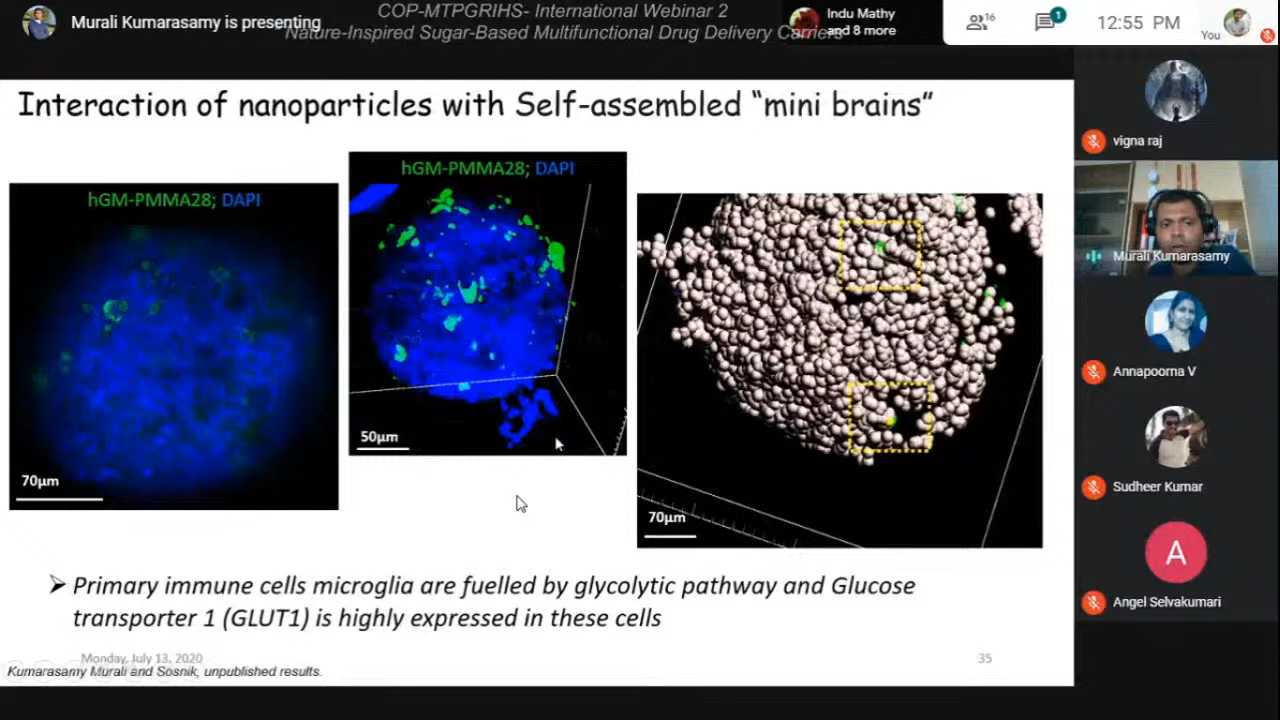 COP-MTPGRIHS- International Webinar 2
Murali Kumarasamy is presenting
Nature-Inspired Sugar-Based Multifunctional Drug Delivery Carriers
Indu Mathy
and 8 more
16
1
12:55 PM
You
Interaction of nanoparticles with Self-assembled “mini brains”
hGM-PMMA28; DAPI
70µm
hGM-PMMA28; DAPI
50µm
70µm
➢ Primary immune cells microglia are fuelled by glycolytic pathway and Glucose
transporter 1 (GLUT1) is highly expressed in these cells
Monday, July 13, 2020
35
Kumarasamy Murali and Sosnik, unpublished results.
vigna raj
Murali Kumarasamy
Annapoorna V
Sudheer Kumar
A
Angel Selvakumari